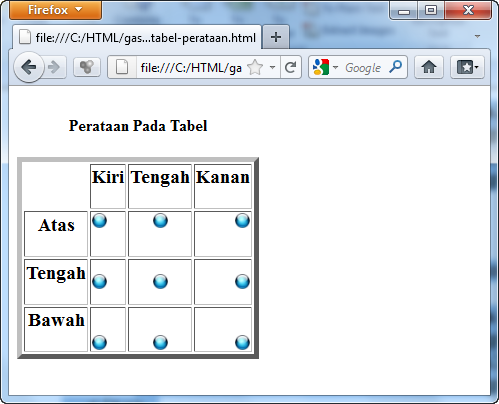 Firefox
file:///C:/HTML/gas...tabel-perataan.html
file:///C:/HTML/ga
Google
Perataan Pada Tabel
Kiri Tengah Kanan
Atas
Tengah
Bawah